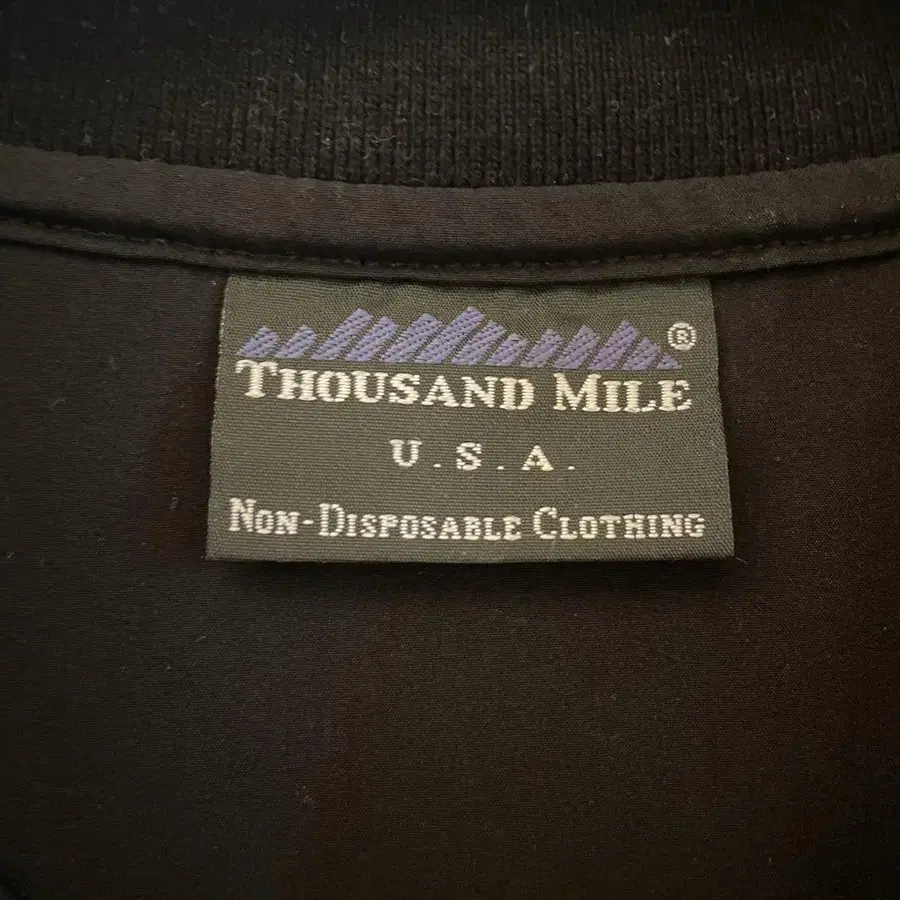 ®
THOUSAND MILE
U.S.A.
NON-DISPOSABLE CLOTHING